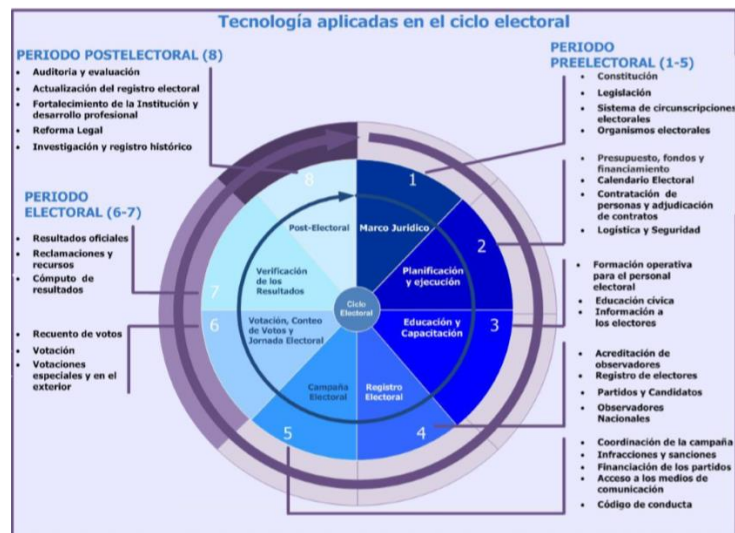 Tecnología aplicadas en el ciclo electoral
PERIODO POSTELECTORAL (8)
• Auditoria y evaluación
• Actualización del registro electoral
• Fortalecimiento de la Institución y
desarrollo profesional
• Reforma Legal
• Investigación y registro histórico
PERIODO
ELECTORAL (6-7)
• Resultados oficiales
• Reclamaciones y
recursos
• Cómputo de
resultados
• Recuento de votos
• Votación
• Votaciones
especiales y en el
exterior
PERIODO
PREELECTORAL (1-5)
• Constitución
• Legislación
• Sistema de circunscripciones
electorales
• Organismos electorales
• Presupuesto, fondos y
financiamiento
• Calendario Electoral
• Contratación de
personas y adjudicación
de contratos
• Logística y Seguridad
• Formación operativa
para el personal
electoral
• Educación cívica
• Información a
los electores
• Acreditación de
observadores
• Registro de electores
• Partidos y Candidatos
• Observadores
Nacionales
• Coordinación de la campaña
• Infracciones y sanciones
• Financiación de los partidos
• Acceso a los medios de
comunicación
• Código de conducta
1
Marco Jurídico
2
Planificación y
ejecución
3
Educación y
Capacitación
4
Registro
Electoral
5
Campaña
Electoral
6
Votación, Conteo
de Votos y
Jornada Electoral
7
Verificación
de los
Resultados
8
Post-Electoral
Ciclo
Electoral